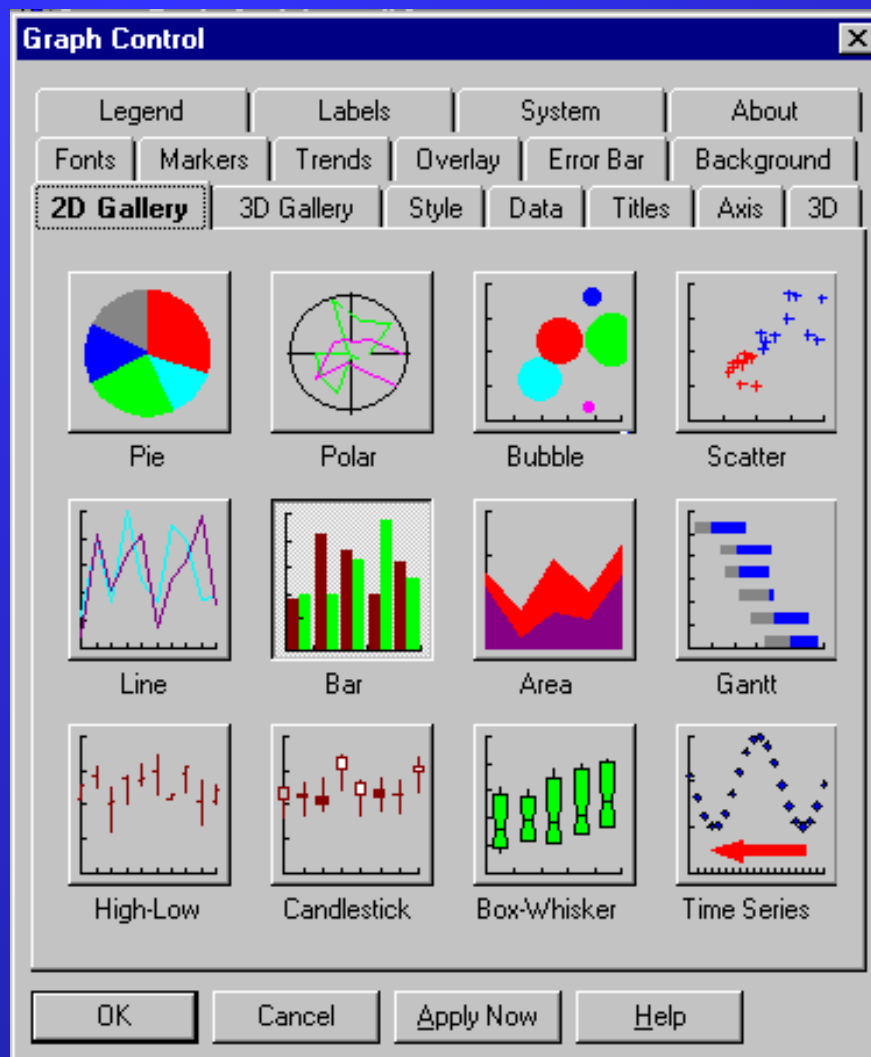 Graph Control
Legend Labels System About
Fonts Markers Trends Overlay Error Bar Background
2D Gallery 3D Gallery Style Data Titles Axis 3D
Pie Polar Bubble Scatter
Line Bar Area Gantt
High-Low Candlestick Box-Whisker Time Series
OK Cancel Apply Now Help